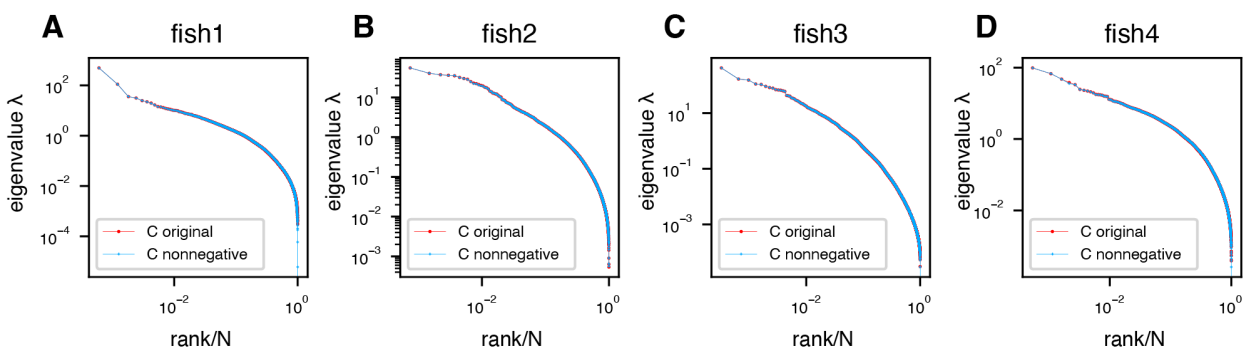 A fish1
eigenvalue λ
10²
10⁰
10⁻²
10⁻⁴
C original
C nonnegative
10⁻² 10⁰
rank/N
B fish2
eigenvalue λ
10¹
10⁰
10⁻¹
10⁻²
10⁻³
C original
C nonnegative
10⁻² 10⁰
rank/N
C fish3
eigenvalue λ
10¹
10⁻¹
10⁻³
C original
C nonnegative
10⁻² 10⁰
rank/N
D fish4
eigenvalue λ
10²
10⁰
10⁻²
C original
C nonnegative
10⁻² 10⁰
rank/N